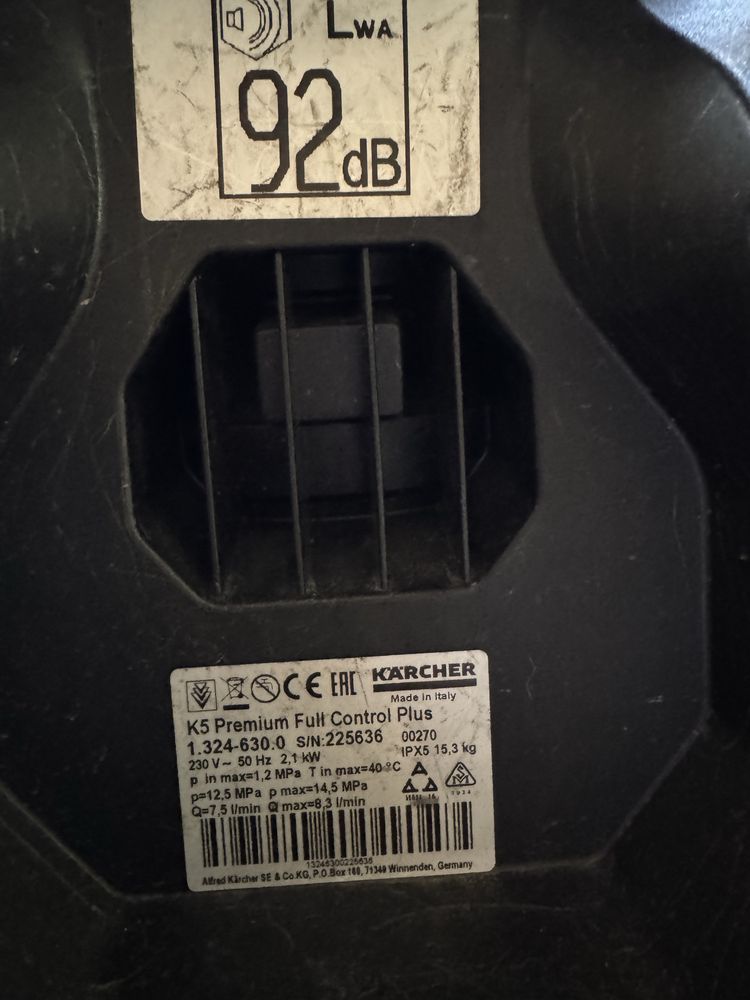 LWA
92dB
CE EAC KÄRCHER
Made in Italy
K5 Premium Full Control Plus
1.324-630.0 S/N:225636 00270
230 V~ 50 Hz 2,1 kW IPX5 15,3 kg
p in max=1,2 MPa T in max=40 °C
p=12,5 MPa p max=14,5 MPa
Q=7,5 l/min Q max=8,3 l/min
13246300225636
Alfred Kärcher SE & Co.KG, P.O.Box 160, 71349 Winnenden, Germany